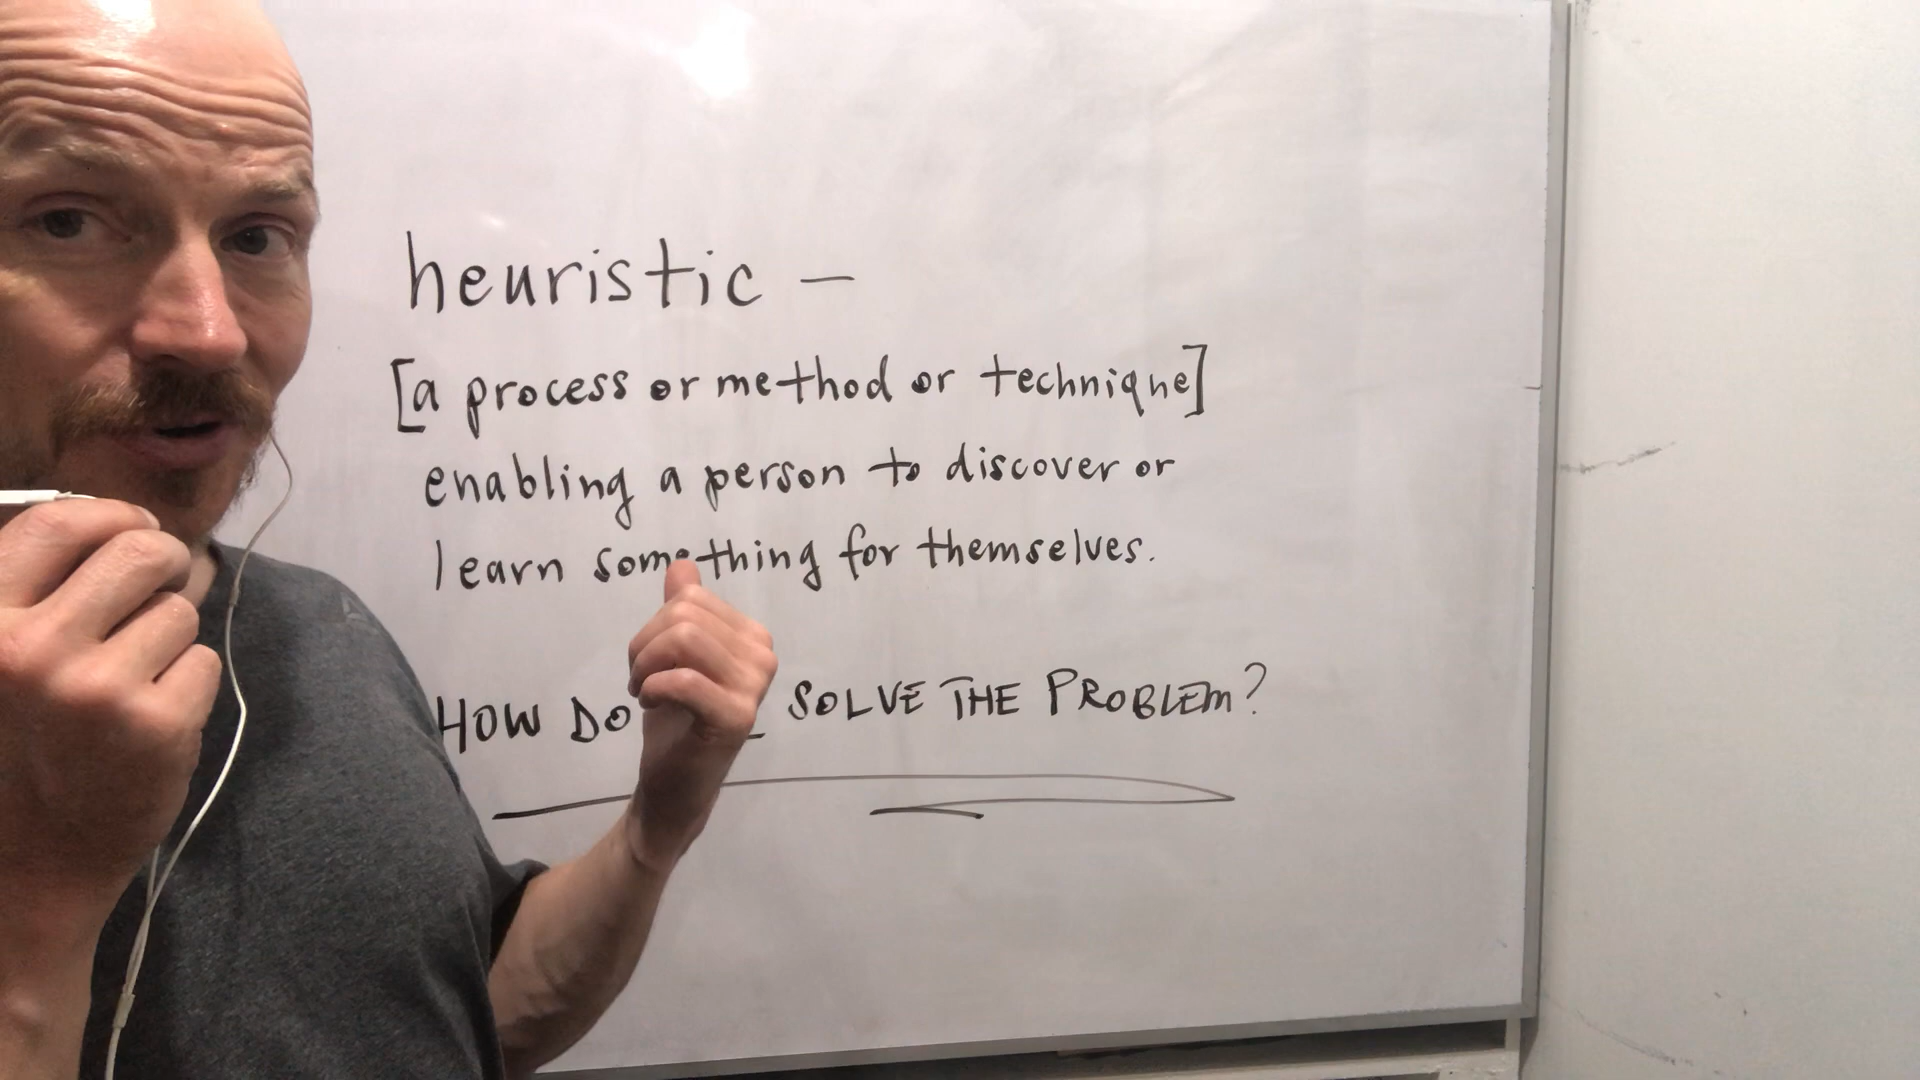 heuristic —
[a process or method or technique]
enabling a person to discover or
learn something for themselves.
HOW DO SOLVE THE PROBLEM?